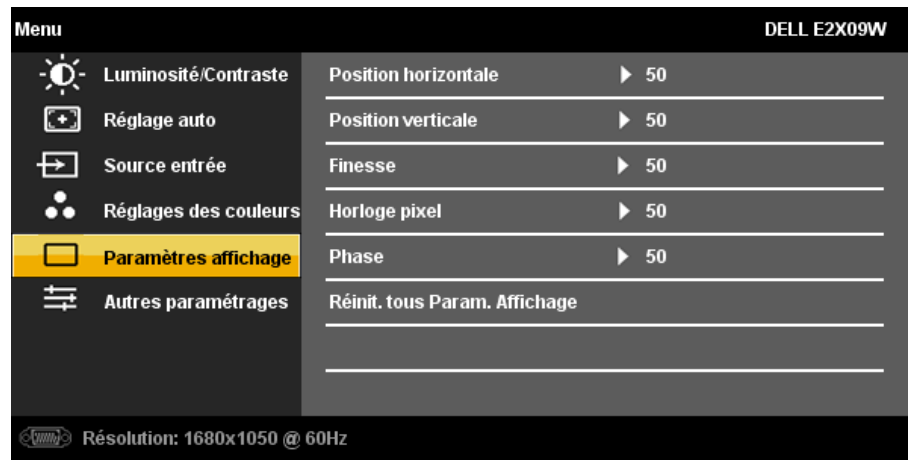 Menu DELL E2X09W
Luminosité/Contraste Position horizontale 50
Réglage auto Position verticale 50
Source entrée Finesse 50
Réglages des couleurs Horloge pixel 50
Paramètres affichage Phase 50
Autres paramétrages Réinit. tous Param. Affichage
Résolution: 1680x1050 @ 60Hz